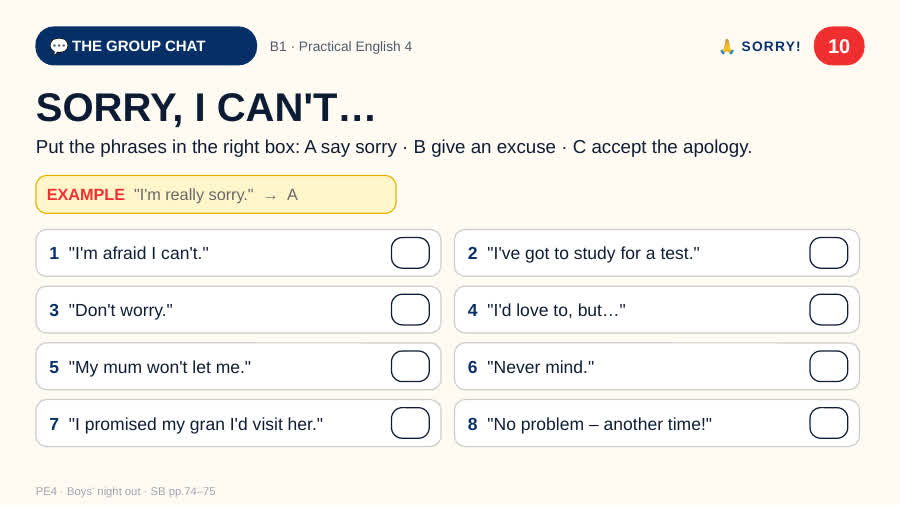 💬 THE GROUP CHAT
B1 · Practical English 4
🙏 SORRY!
10
SORRY, I CAN'T…
Put the phrases in the right box: A say sorry · B give an excuse · C accept the apology.
EXAMPLE "I'm really sorry." → A
1 "I'm afraid I can't."
2 "I've got to study for a test."
3 "Don't worry."
4 "I'd love to, but…"
5 "My mum won't let me."
6 "Never mind."
7 "I promised my gran I'd visit her."
8 "No problem – another time!"
PE4 · Boys' night out · SB pp.74–75